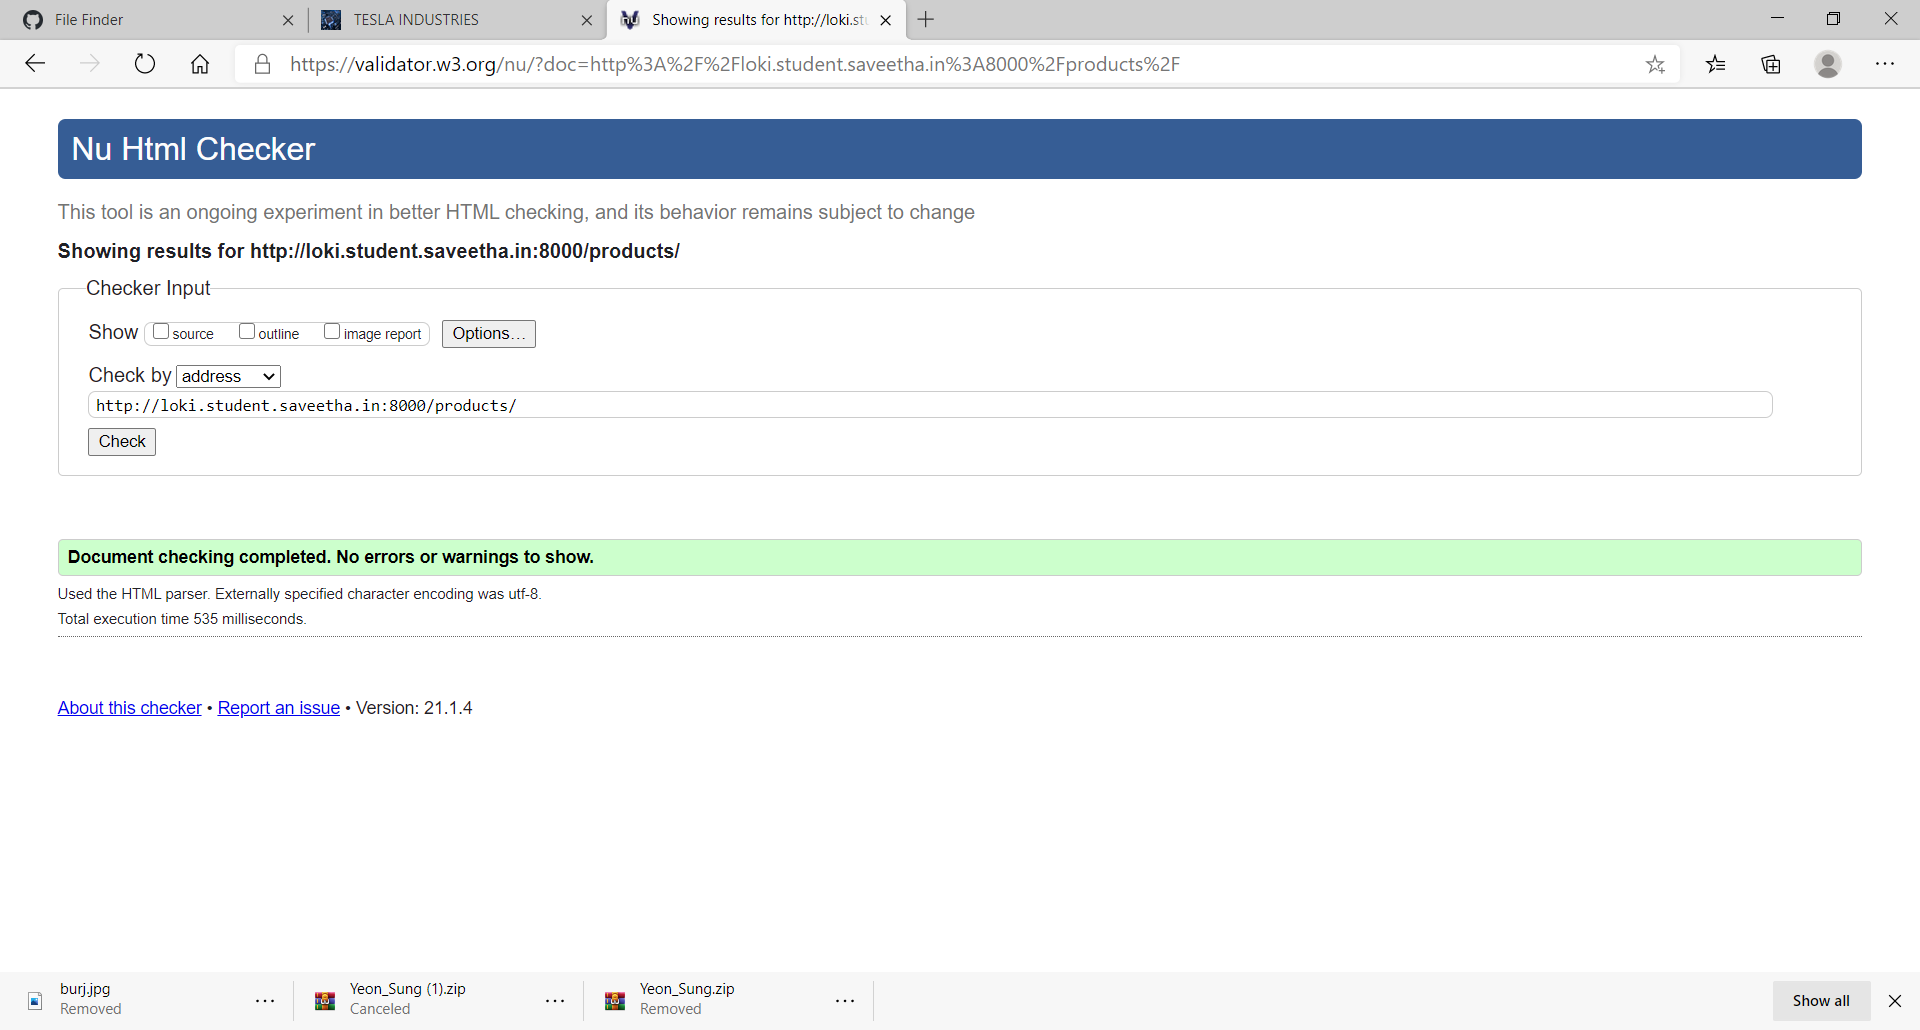 File Finder
TESLA INDUSTRIES
Showing results for http://loki.stu
https://validator.w3.org/nu/?doc=http%3A%2F%2Floki.student.saveetha.in%3A8000%2Fproducts%2F
Nu Html Checker
This tool is an ongoing experiment in better HTML checking, and its behavior remains subject to change
Showing results for http://loki.student.saveetha.in:8000/products/
Checker Input
Show source outline image report Options...
Check by address
http://loki.student.saveetha.in:8000/products/
Check
Document checking completed. No errors or warnings to show.
Used the HTML parser. Externally specified character encoding was utf-8.
Total execution time 535 milliseconds.
About this checker • Report an issue • Version: 21.1.4
burj.jpg
Removed
Yeon_Sung (1).zip
Canceled
Yeon_Sung.zip
Removed
Show all